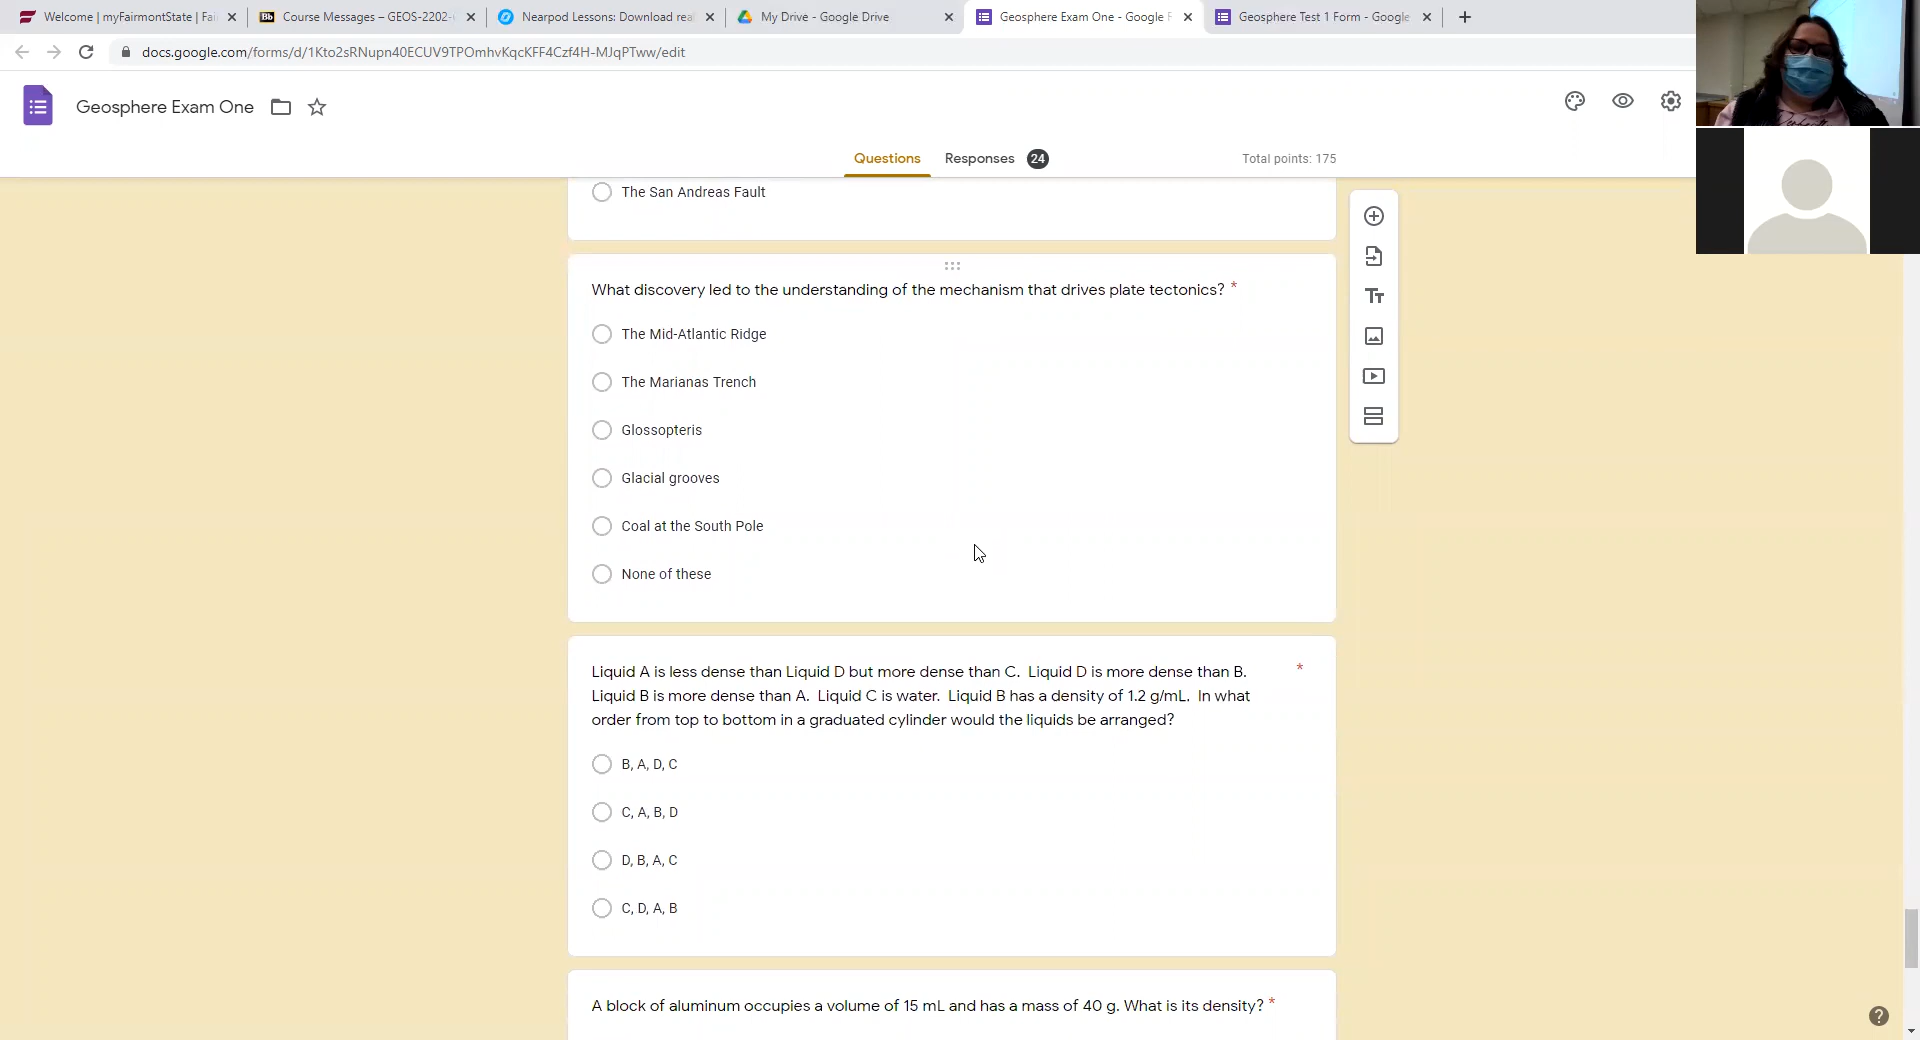 Welcome | myFairmontState | Fai
Course Messages – GEOS-2202-
Nearpod Lessons: Download rea
My Drive - Google Drive
Geosphere Exam One - Google F
Geosphere Test 1 Form - Google
docs.google.com/forms/d/1Kto2sRNupn40ECUV9TPOmhvKqcKFF4Czf4H-MJqPTww/edit
Geosphere Exam One
Questions
Responses 24
Total points: 175
The San Andreas Fault
What discovery led to the understanding of the mechanism that drives plate tectonics? *
The Mid-Atlantic Ridge
The Marianas Trench
Glossopteris
Glacial grooves
Coal at the South Pole
None of these
Liquid A is less dense than Liquid D but more dense than C. Liquid D is more dense than B. *
Liquid B is more dense than A. Liquid C is water. Liquid B has a density of 1.2 g/mL. In what
order from top to bottom in a graduated cylinder would the liquids be arranged?
B, A, D, C
C, A, B, D
D, B, A, C
C, D, A, B
A block of aluminum occupies a volume of 15 mL and has a mass of 40 g. What is its density? *